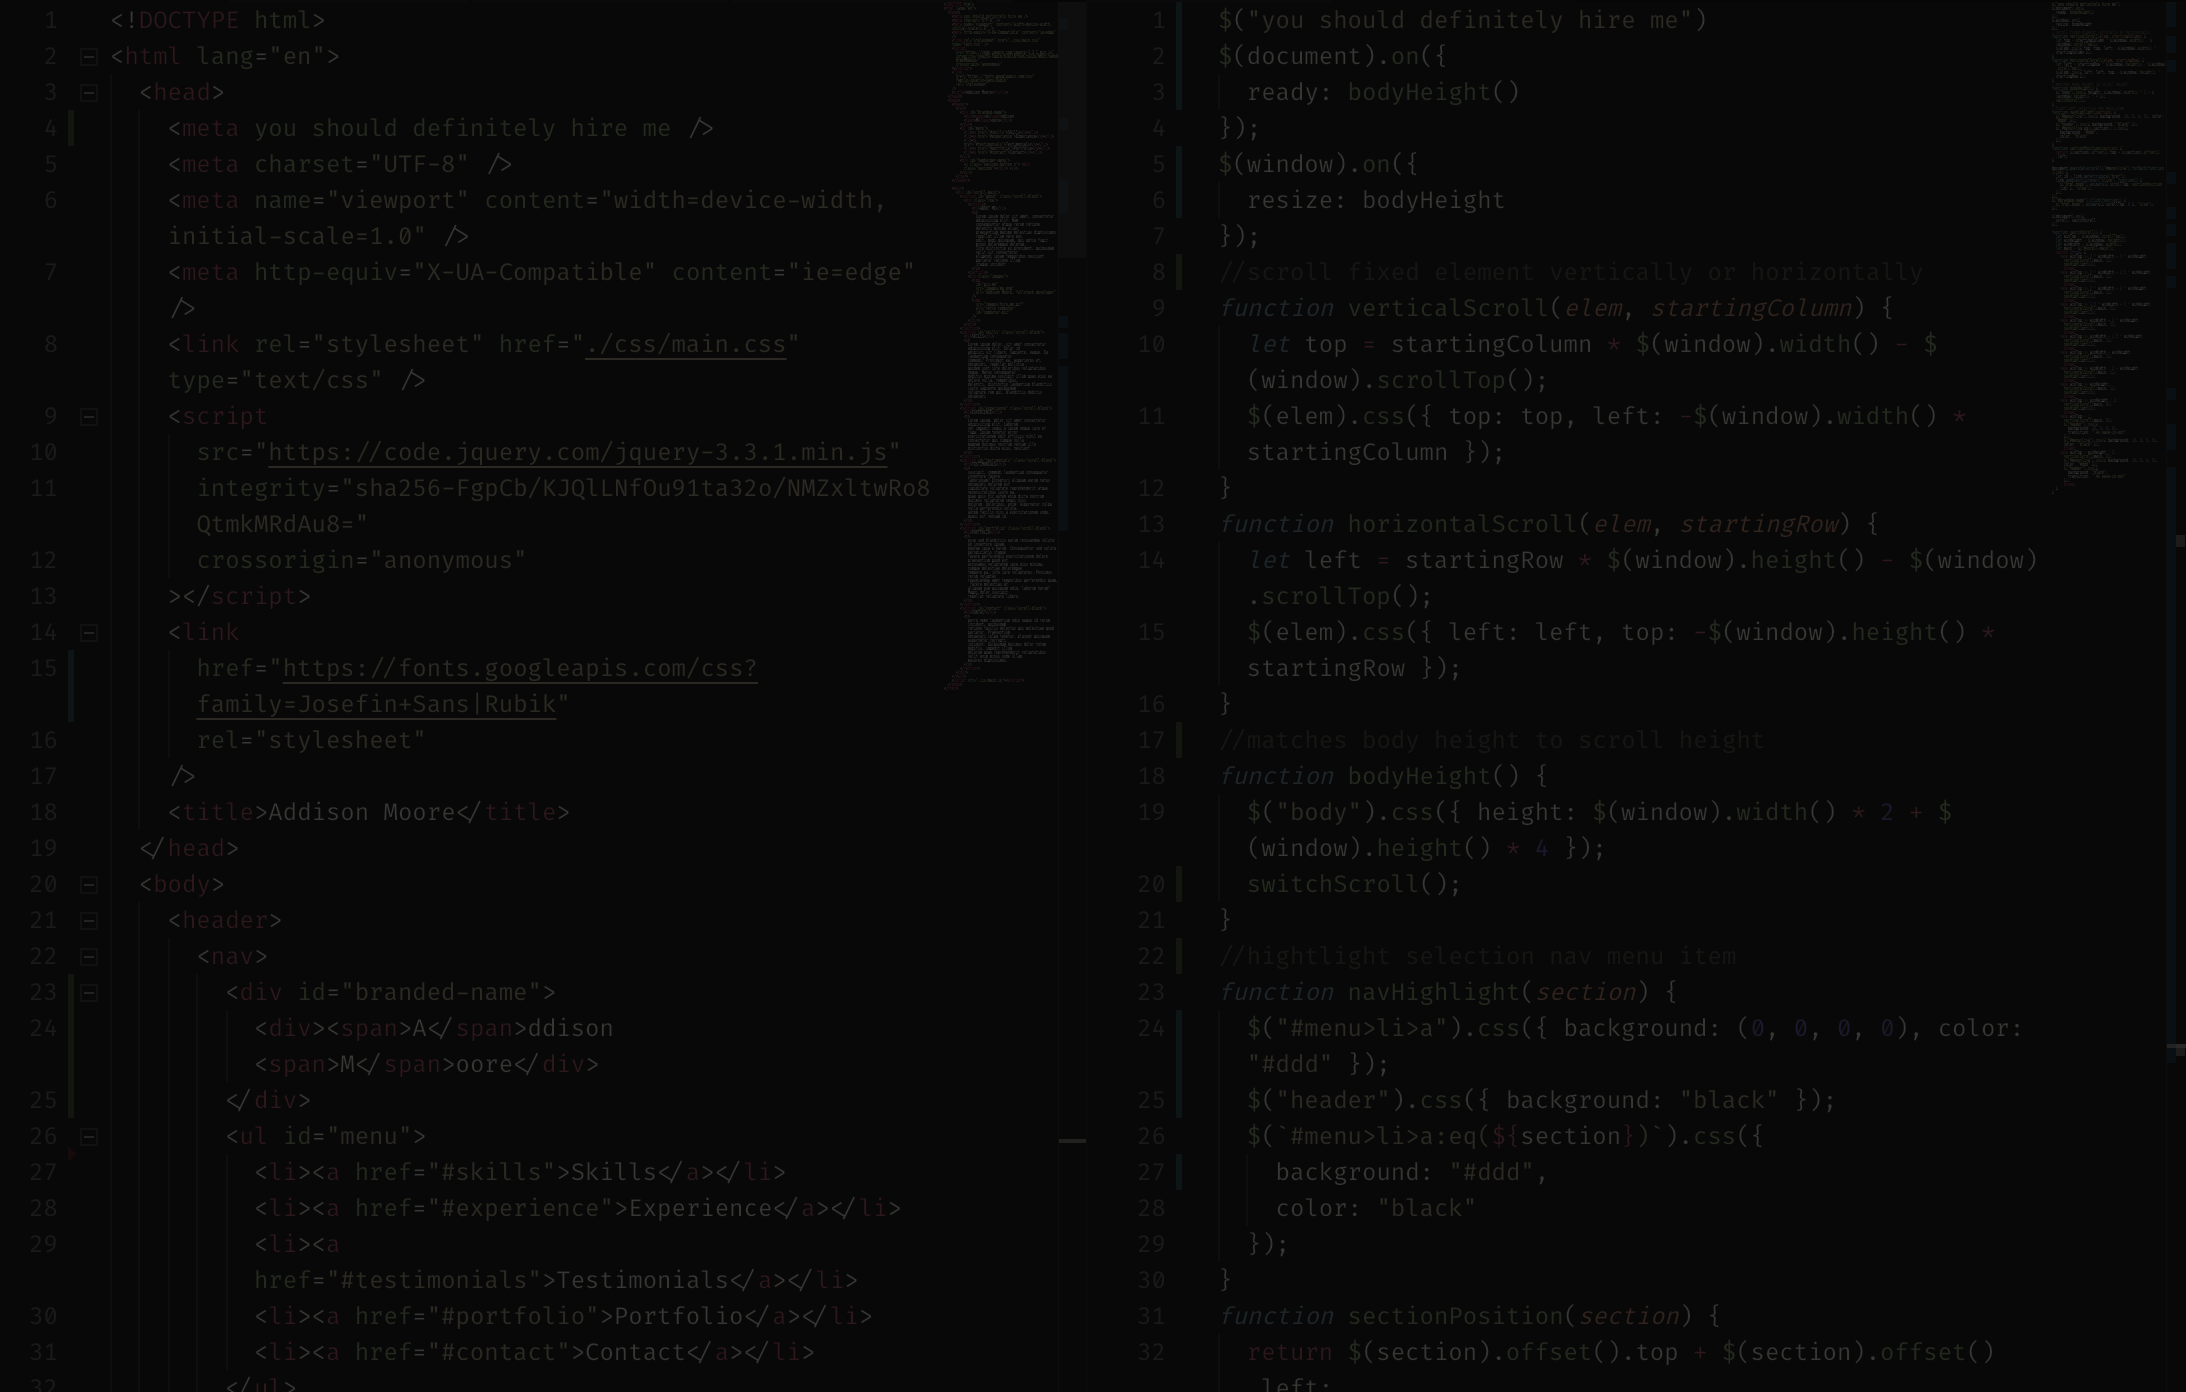 1 <!DOCTYPE html>
2 <html lang="en">
3 <head>
4 <meta you should definitely hire me />
5 <meta charset="UTF-8" />
6 <meta name="viewport" content="width=device-width,
initial-scale=1.0" />
7 <meta http-equiv="X-UA-Compatible" content="ie=edge"
/>
8 <link rel="stylesheet" href="./css/main.css"
type="text/css" />
9 <script
10 src="https://code.jquery.com/jquery-3.3.1.min.js"
11 integrity="sha256-FgpCb/KJQlLNfOu91ta32o/NMZxltwRo8
QtmkMRdAu8="
12 crossorigin="anonymous"
13 ></script>
14 <link
15 href="https://fonts.googleapis.com/css?
family=Josefin+Sans|Rubik"
16 rel="stylesheet"
17 />
18 <title>Addison Moore</title>
19 </head>
20 <body>
21 <header>
22 <nav>
23 <div id="branded-name">
24 <div><span>A</span>ddison
<span>M</span>oore</div>
25 </div>
26 <ul id="menu">
27 <li><a href="#skills">Skills</a></li>
28 <li><a href="#experience">Experience</a></li>
29 <li><a
href="#testimonials">Testimonials</a></li>
30 <li><a href="#portfolio">Portfolio</a></li>
31 <li><a href="#contact">Contact</a></li>
32 </ul>
1 $("you should definitely hire me")
2 $(document).on({
3 ready: bodyHeight()
4 });
5 $(window).on({
6 resize: bodyHeight
7 });
8 //scroll fixed element vertically or horizontally
9 function verticalScroll(elem, startingColumn) {
10 let top = startingColumn * $(window).width() - $
(window).scrollTop();
11 $(elem).css({ top: top, left: -$(window).width() *
startingColumn });
12 }
13 function horizontalScroll(elem, startingRow) {
14 let left = startingRow * $(window).height() - $(window)
.scrollTop();
15 $(elem).css({ left: left, top: -$(window).height() *
startingRow });
16 }
17 //matches body height to scroll height
18 function bodyHeight() {
19 $("body").css({ height: $(window).width() * 2 + $
(window).height() * 4 });
20 switchScroll();
21 }
22 //hightlight selection nav menu item
23 function navHighlight(section) {
24 $("#menu>li>a").css({ background: (0, 0, 0, 0), color:
"#ddd" });
25 $("header").css({ background: "black" });
26 $(`#menu>li>a:eq(${section})`).css({
27 background: "#ddd",
28 color: "black"
29 });
30 }
31 function sectionPosition(section) {
32 return $(section).offset().top + $(section).offset()
.left;